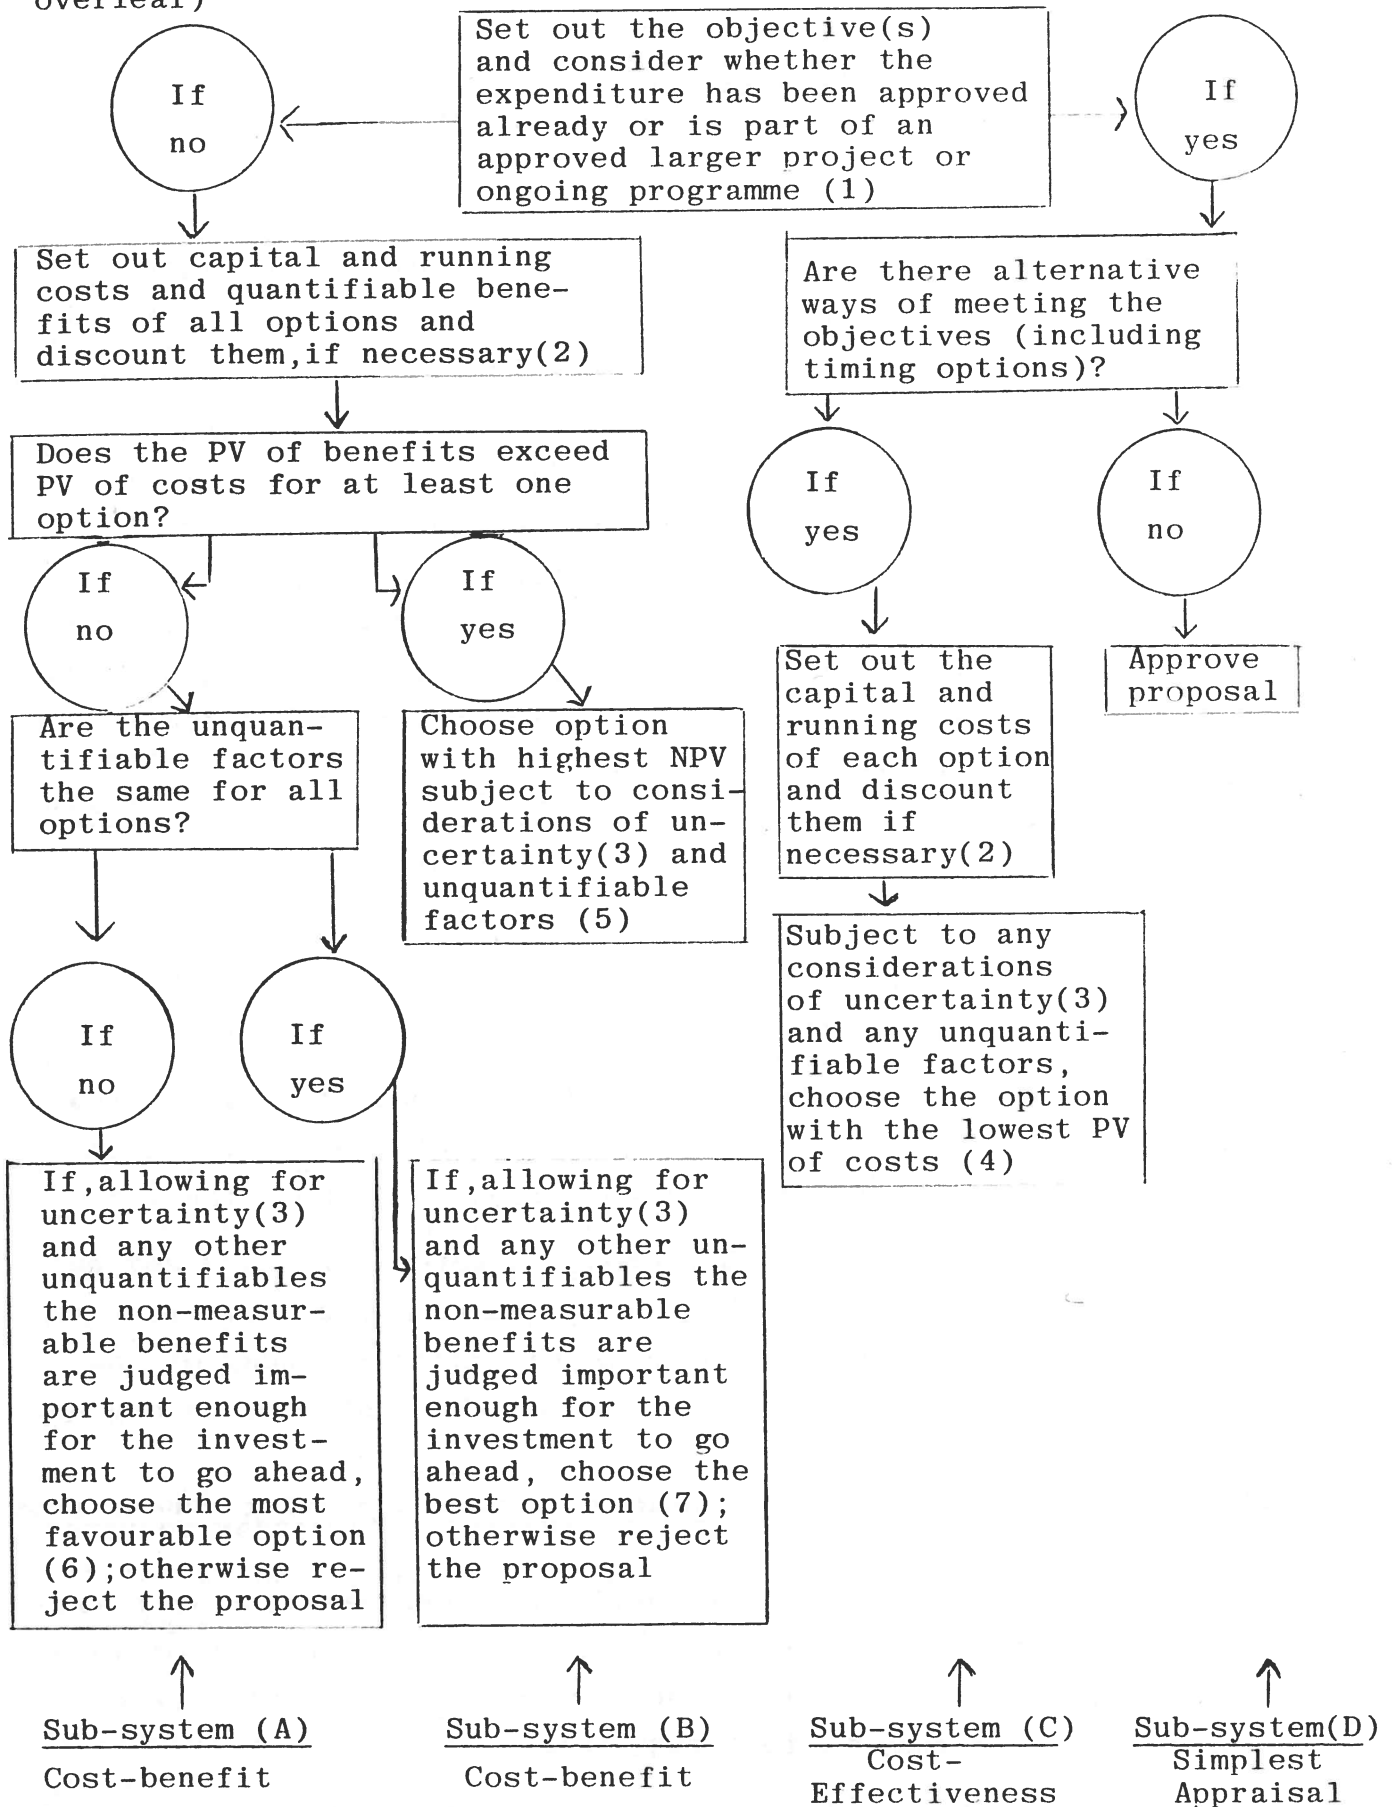 overleaf)
Set out the objective(s)
and consider whether the
expenditure has been approved
already or is part of an
approved larger project or
ongoing programme (1)
If
no
If
yes
Set out capital and running
costs and quantifiable bene-
fits of all options and
discount them,if necessary(2)
Are there alternative
ways of meeting the
objectives (including
timing options)?
Does the PV of benefits exceed
PV of costs for at least one
option?
If
yes
If
no
If
no
If
yes
Are the unquan-
tifiable factors
the same for all
options?
Choose option
with highest NPV
subject to consi-
derations of un-
certainty(3) and
unquantifiable
factors (5)
Set out the
capital and
running costs
of each option
and discount
them if
necessary(2)
Approve
proposal
Subject to any
considerations
of uncertainty(3)
and any unquanti-
fiable factors,
choose the option
with the lowest PV
of costs (4)
If
no
If
yes
If,allowing for
uncertainty(3)
and any other
unquantifiables
the non-measur-
able benefits
are judged im-
portant enough
for the invest-
ment to go ahead,
choose the most
favourable option
(6);otherwise re-
ject the proposal
If,allowing for
uncertainty(3)
and any other un-
quantifiables the
non-measurable
benefits are
judged important
enough for the
investment to go
ahead, choose the
best option (7);
otherwise reject
the proposal
Sub-system (A)
Cost-benefit
Sub-system (B)
Cost-benefit
Sub-system (C)
Cost-
Effectiveness
Sub-system(D)
Simplest
Appraisal